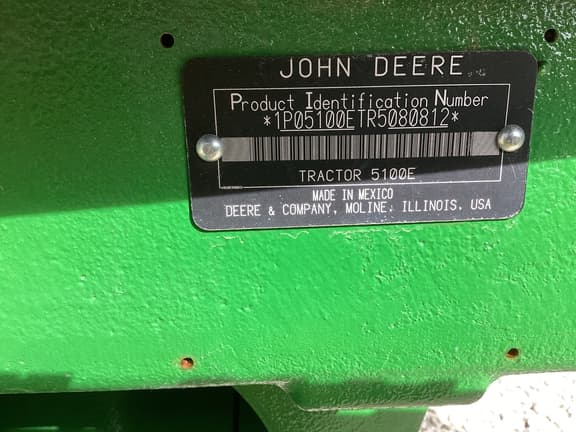 JOHN DEERE
Product Identification Number
*1P05100ETR5080812*
TRACTOR 5100E
MADE IN MEXICO
DEERE & COMPANY, MOLINE, ILLINOIS, USA